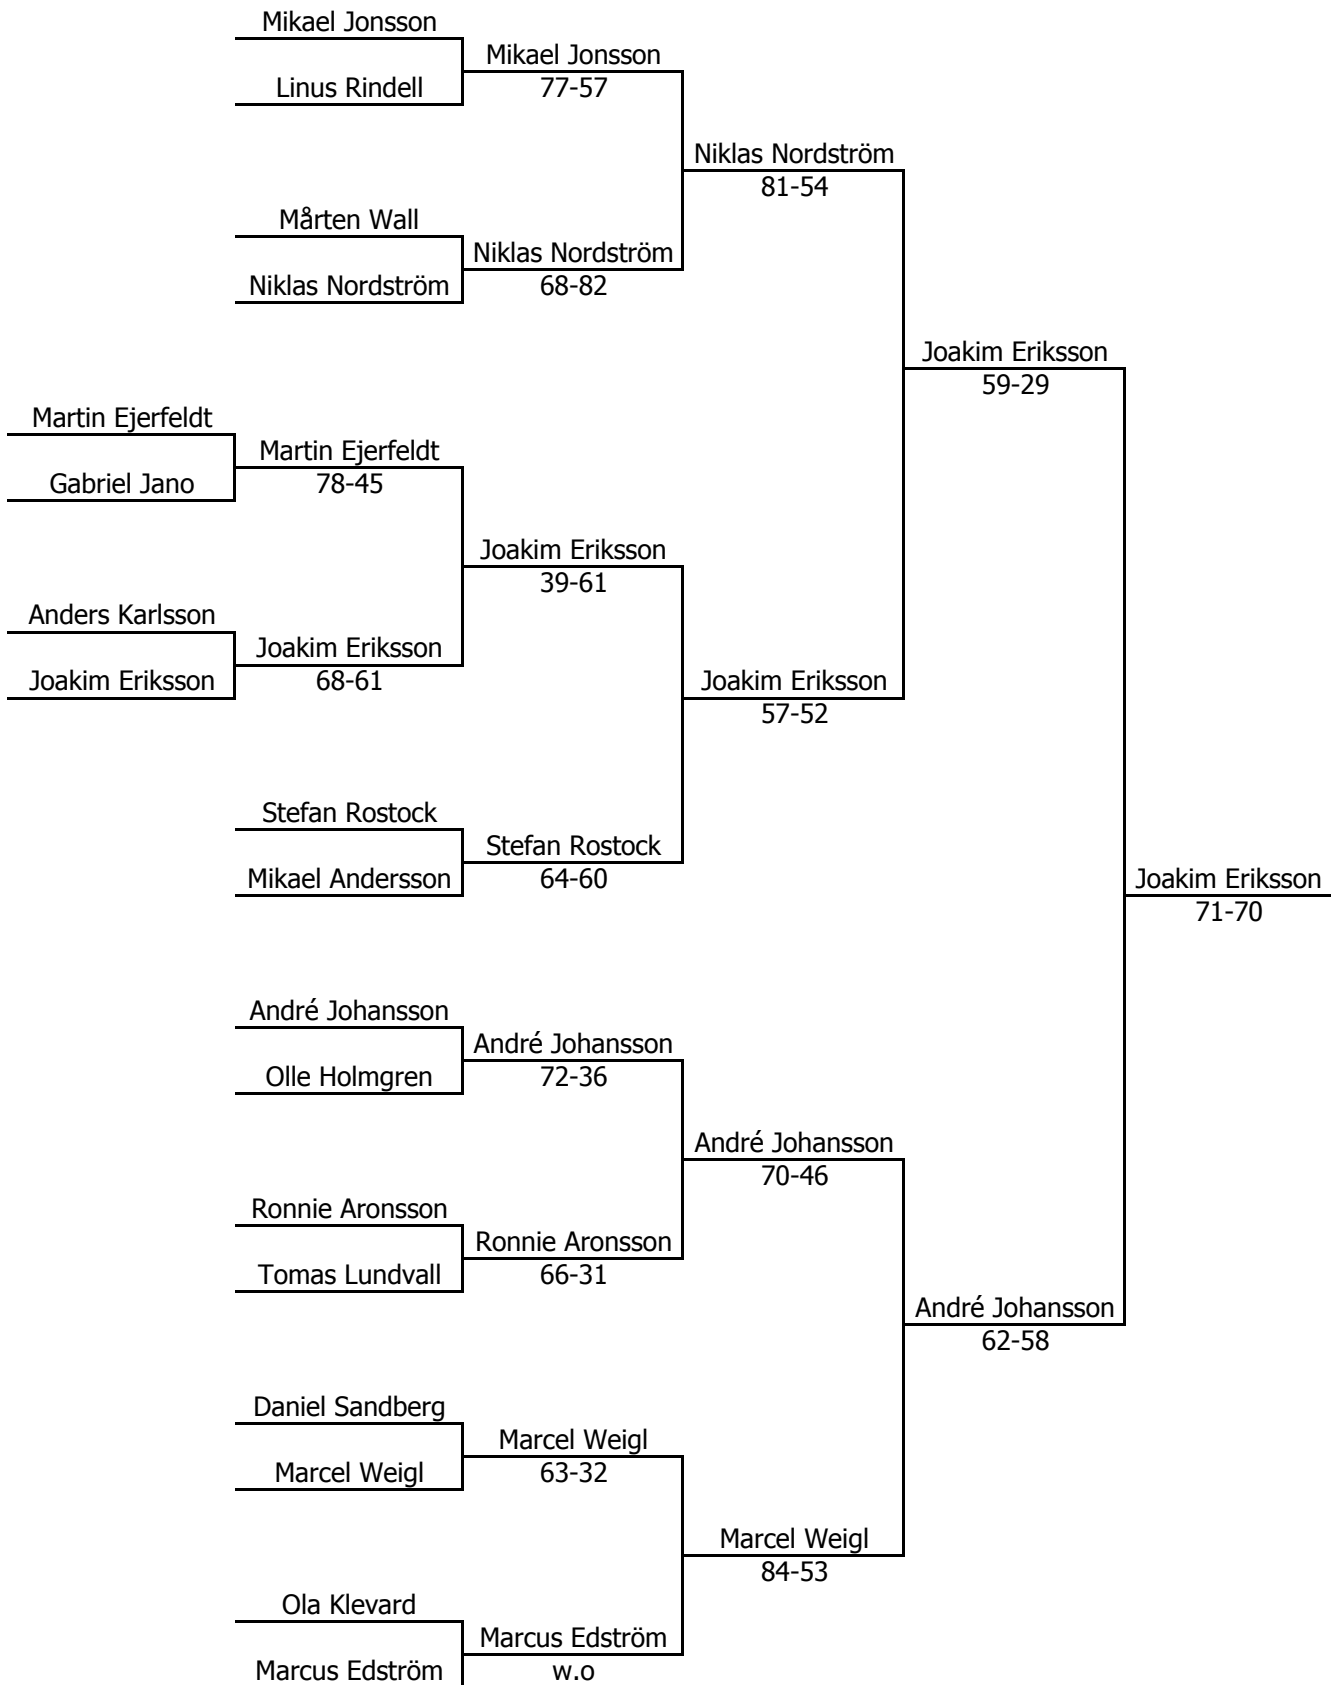 Mikael Jonsson
Mikael Jonsson
Linus Rindell
77-57
Niklas Nordström
81-54
Mårten Wall
Niklas Nordström
Niklas Nordström
68-82
Joakim Eriksson
59-29
Martin Ejerfeldt
Martin Ejerfeldt
Gabriel Jano
78-45
Joakim Eriksson
39-61
Anders Karlsson
Joakim Eriksson
Joakim Eriksson
68-61
Joakim Eriksson
57-52
Stefan Rostock
Stefan Rostock
Mikael Andersson
64-60
Joakim Eriksson
71-70
André Johansson
André Johansson
Olle Holmgren
72-36
André Johansson
70-46
Ronnie Aronsson
Ronnie Aronsson
Tomas Lundvall
66-31
André Johansson
62-58
Daniel Sandberg
Marcel Weigl
Marcel Weigl
63-32
Marcel Weigl
84-53
Ola Klevard
Marcus Edström
Marcus Edström
w.o